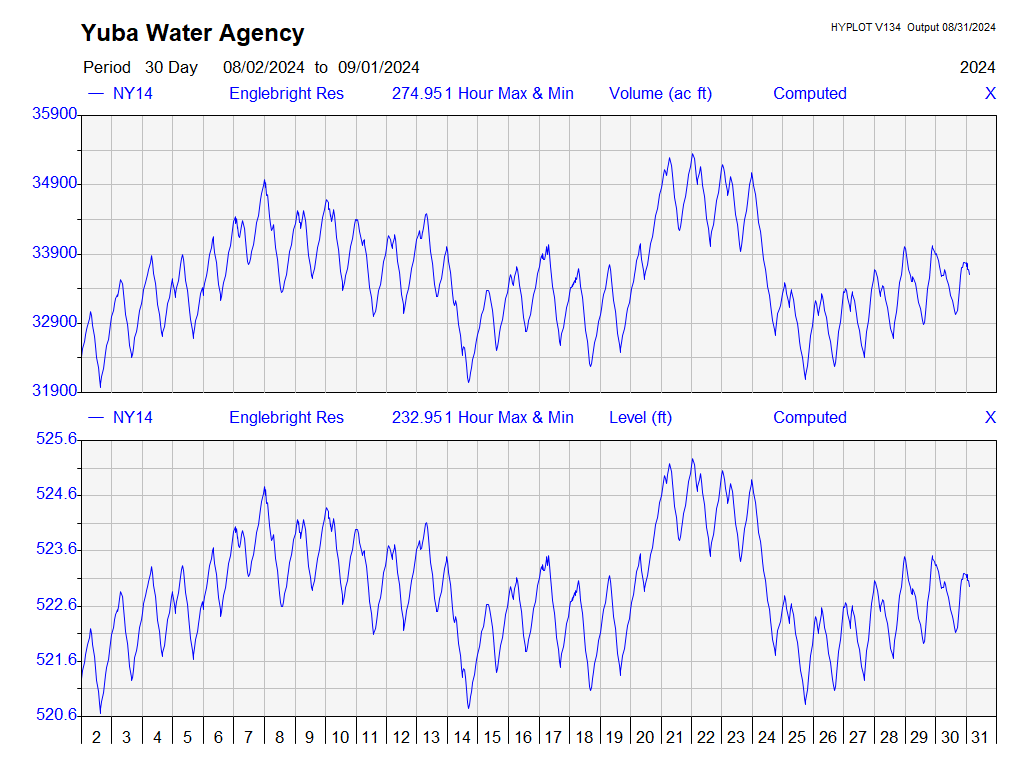 Yuba Water Agency
HYPLOT V134 Output 08/31/2024
Period 30 Day 08/02/2024 to 09/01/2024 2024
NY14 Englebright Res 274.951 Hour Max & Min Volume (ac ft) Computed X
35900
34900
33900
32900
31900
NY14 Englebright Res 232.951 Hour Max & Min Level (ft) Computed X
525.6
524.6
523.6
522.6
521.6
520.6
2 3 4 5 6 7 8 9 10 11 12 13 14 15 16 17 18 19 20 21 22 23 24 25 26 27 28 29 30 31